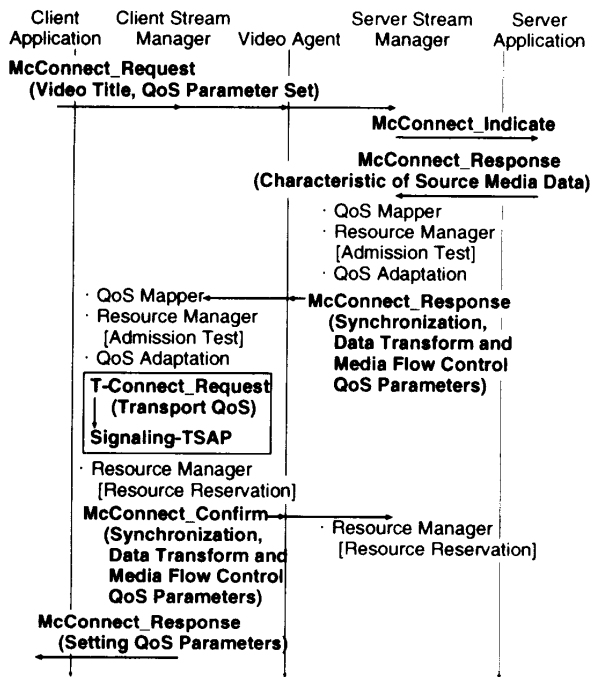 Client Application
Client Stream Manager
Video Agent
Server Stream Manager
Server Application
McConnect_Request
(Video Title, QoS Parameter Set)
McConnect_Indicate
McConnect_Response
(Characteristic of Source Media Data)
· QoS Mapper
· Resource Manager
[Admission Test]
· QoS Adaptation
McConnect_Response
(Synchronization,
Data Transform and
Media Flow Control
QoS Parameters)
· QoS Mapper
· Resource Manager
[Admission Test]
· QoS Adaptation
T-Connect_Request
(Transport QoS)
Signaling-TSAP
· Resource Manager
[Resource Reservation]
McConnect_Confirm
(Synchronization,
Data Transform and
Media Flow Control
QoS Parameters)
· Resource Manager
[Resource Reservation]
McConnect_Response
(Setting QoS Parameters)